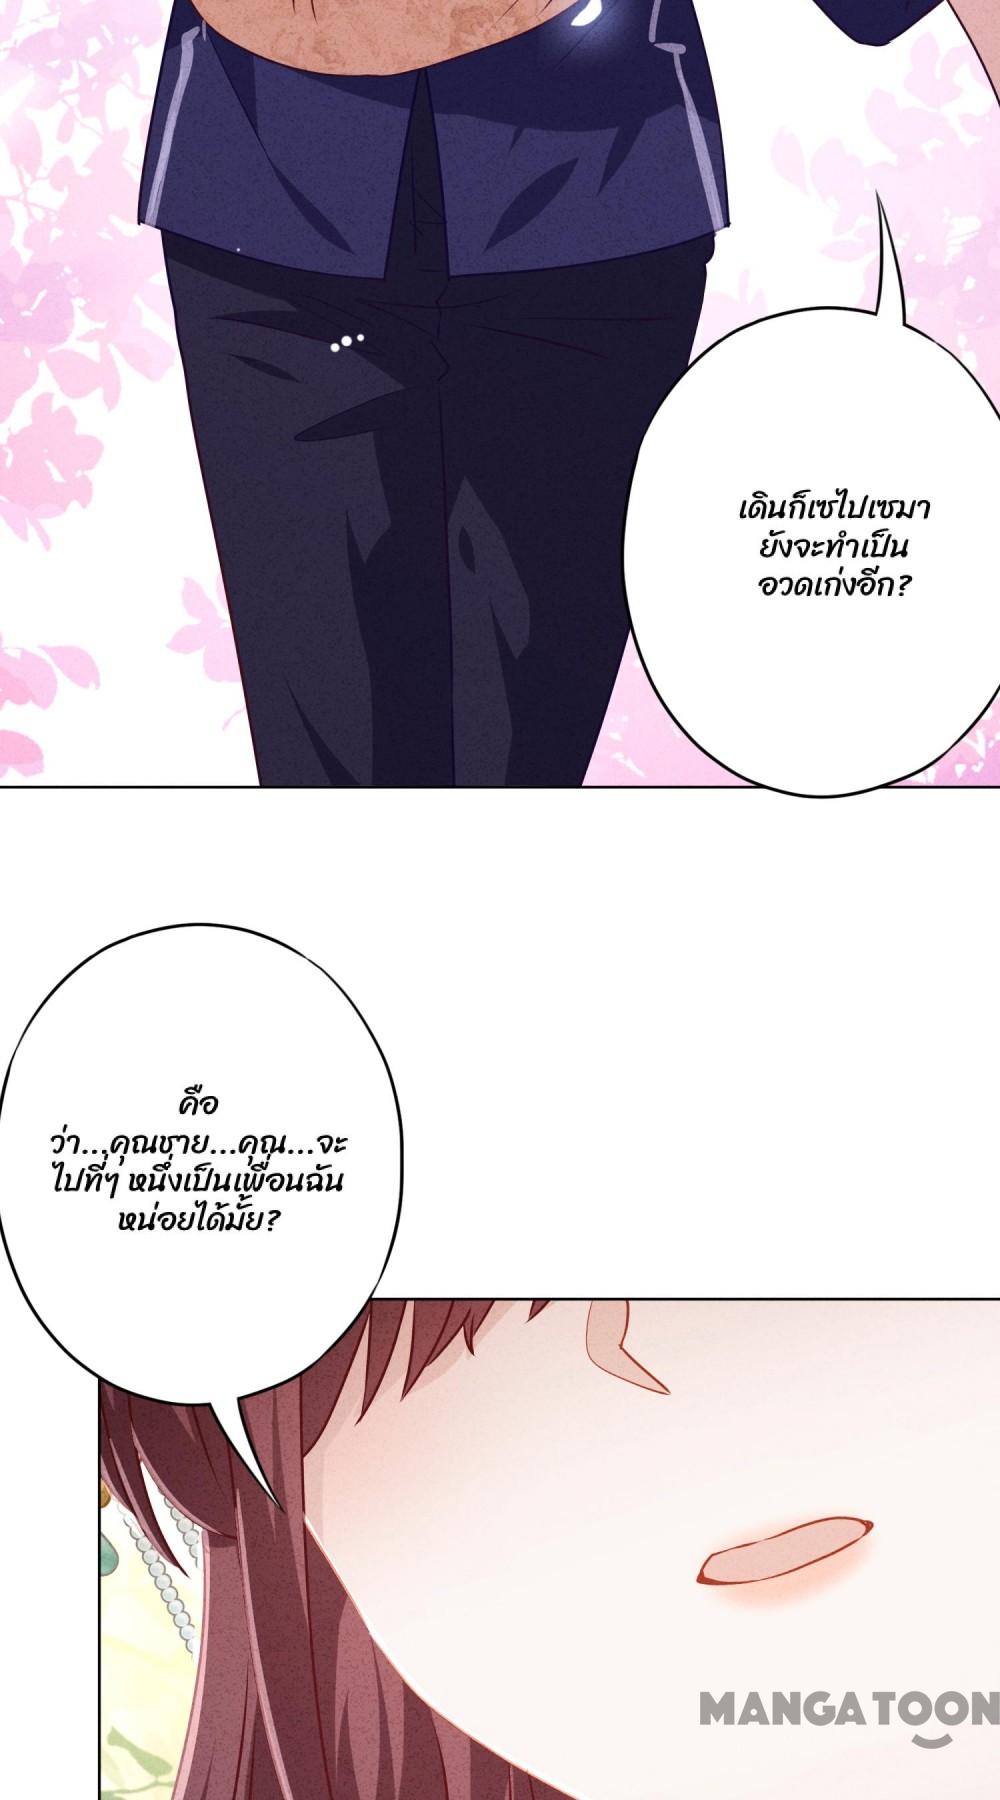 เดินก็เซไปเซมา
ยังจะทำเป็น
อวดเก่งอีก?
คือ
ว่า...คุณชาย...คุณ...จะ
ไปที่ๆ หนึ่งเป็นเพื่อนฉัน
หน่อยได้มั้ย?
MANGATOON